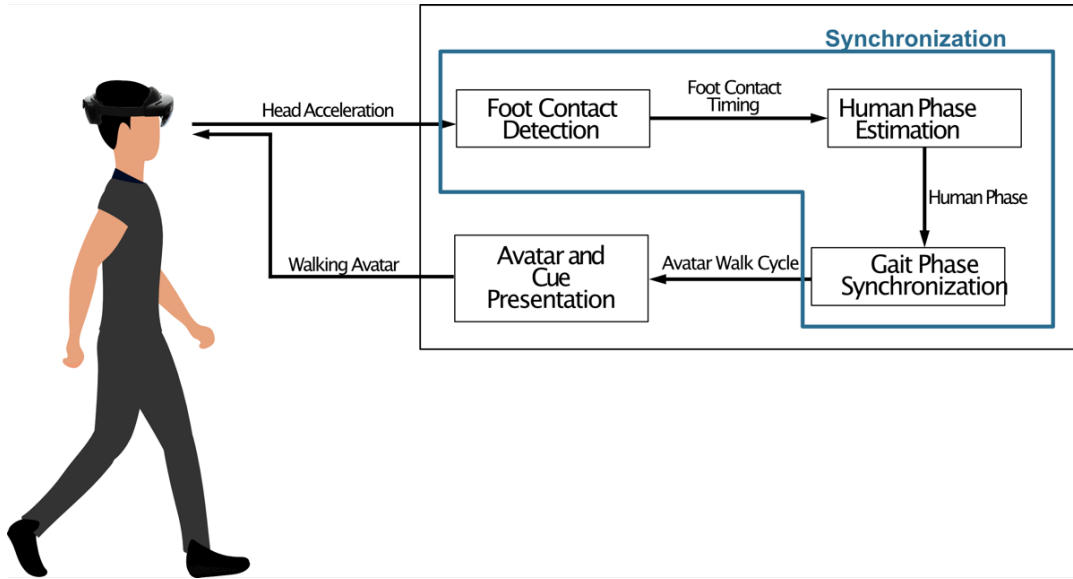 Synchronization
Head Acceleration
Foot Contact
Detection
Foot Contact
Timing
Human Phase
Estimation
Human Phase
Gait Phase
Synchronization
Avatar Walk Cycle
Avatar and
Cue
Presentation
Walking Avatar